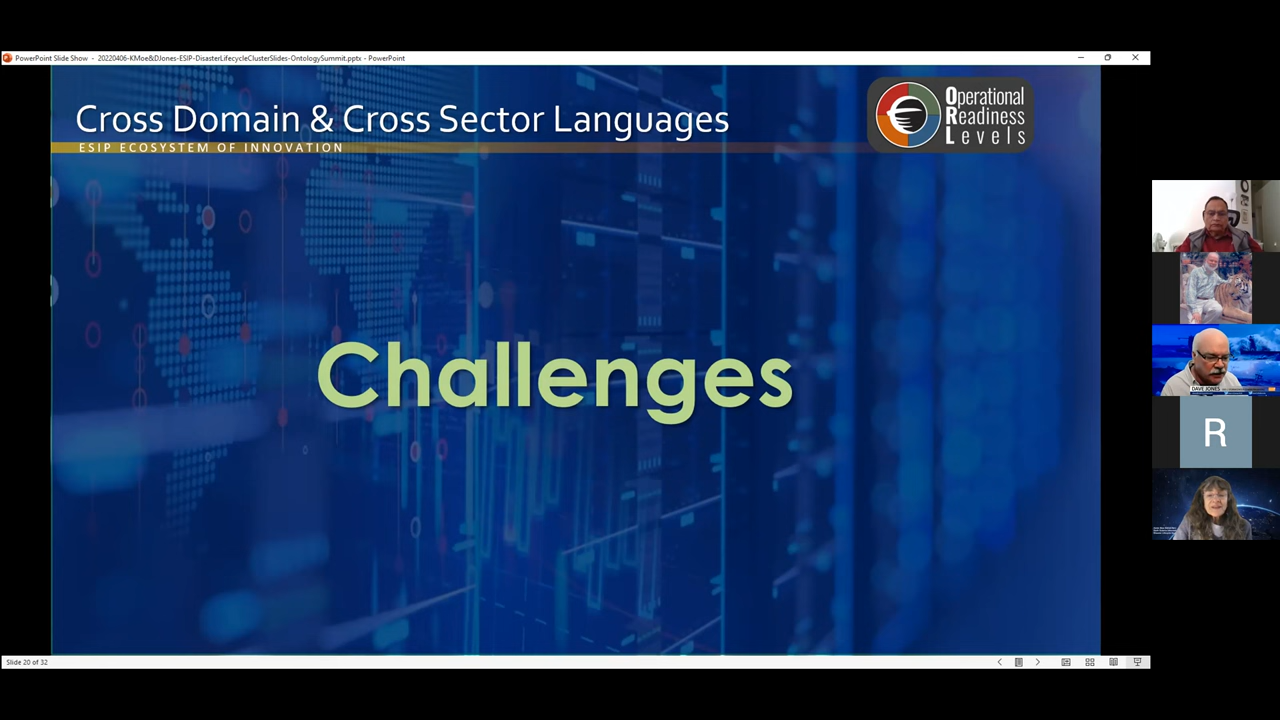 PowerPoint Slide Show - 20220406-KMoe&DJones-ESIP-DisasterLifecycleClusterSlides-OntologySummit.pptx - PowerPoint
Cross Domain & Cross Sector Languages
ESIP ECOSYSTEM OF INNOVATION
Operational
Readiness
Levels
Challenges
DAVE JONES
R
Slide 20 of 32